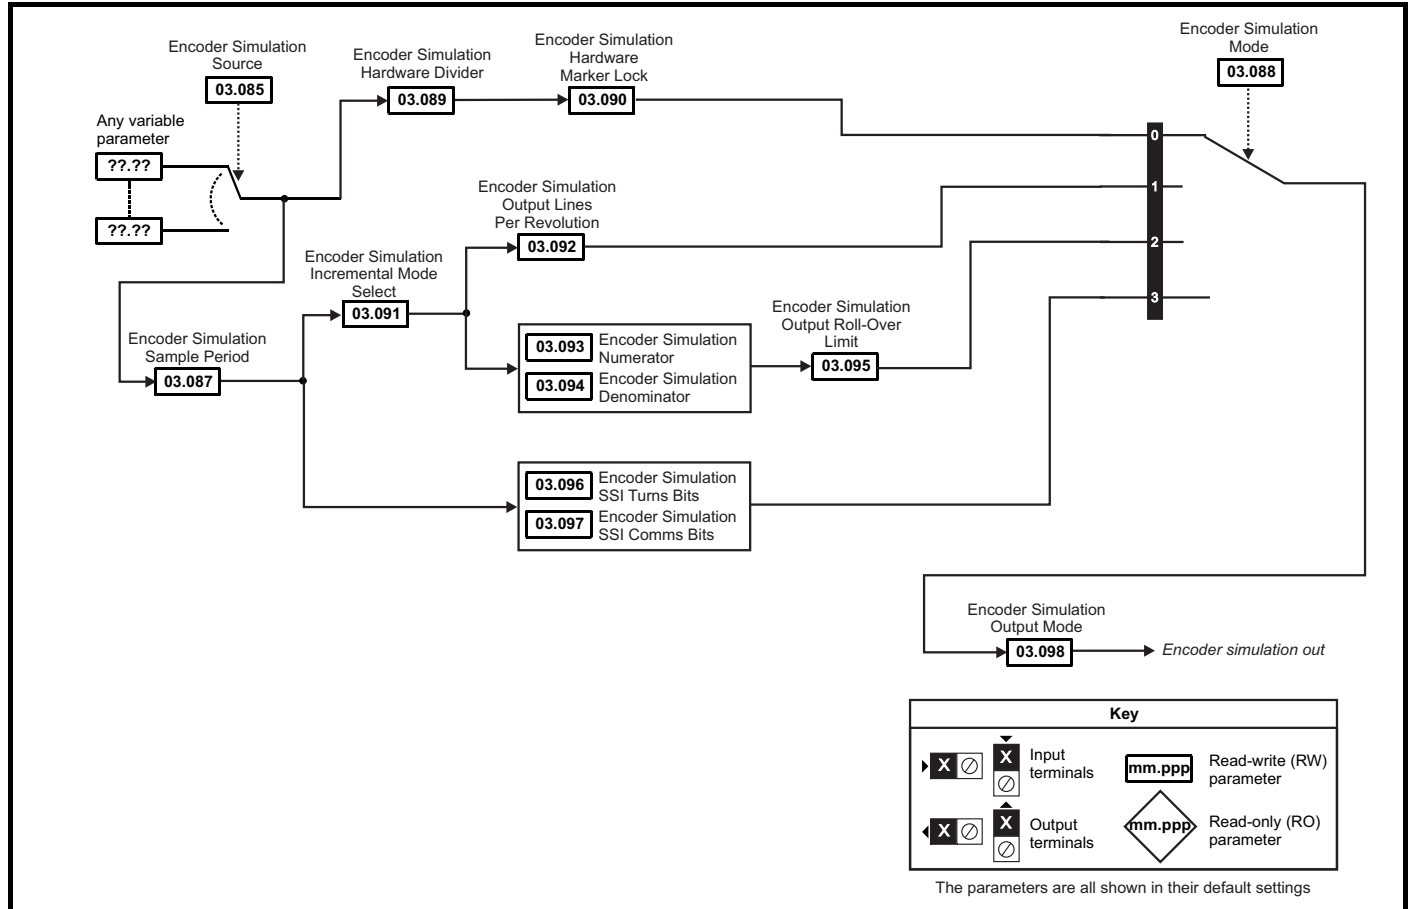 Encoder Simulation
Source
03.085
Encoder Simulation
Hardware Divider
03.089
Encoder Simulation
Hardware
Marker Lock
03.090
Encoder Simulation
Mode
03.088
Any variable
parameter
??.??
??.??
0
1
2
3
Encoder Simulation
Output Lines
Per Revolution
03.092
Encoder Simulation
Incremental Mode
Select
03.091
Encoder Simulation
Sample Period
03.087
03.093
Encoder Simulation
Numerator
03.094
Encoder Simulation
Denominator
Encoder Simulation
Output Roll-Over
Limit
03.095
03.096
Encoder Simulation
SSI Turns Bits
03.097
Encoder Simulation
SSI Comms Bits
Encoder Simulation
Output Mode
03.098
Encoder simulation out
Key
X
X
Input
terminals
mm.ppp
Read-write (RW)
parameter
X
X
Output
terminals
mm.ppp
Read-only (RO)
parameter
The parameters are all shown in their default settings